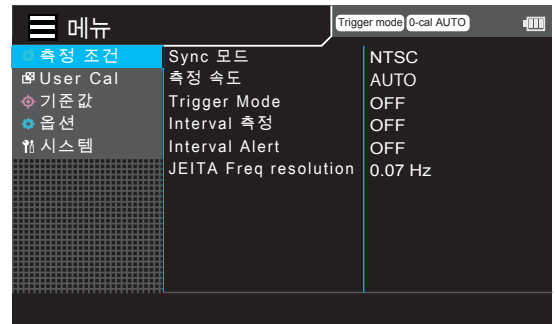 메뉴
Trigger mode 0-cal AUTO
측정 조건
User Cal
기준값
옵션
시스템
Sync 모드 NTSC
측정 속도 AUTO
Trigger Mode OFF
Interval 측정 OFF
Interval Alert OFF
JEITA Freq resolution 0.07 Hz